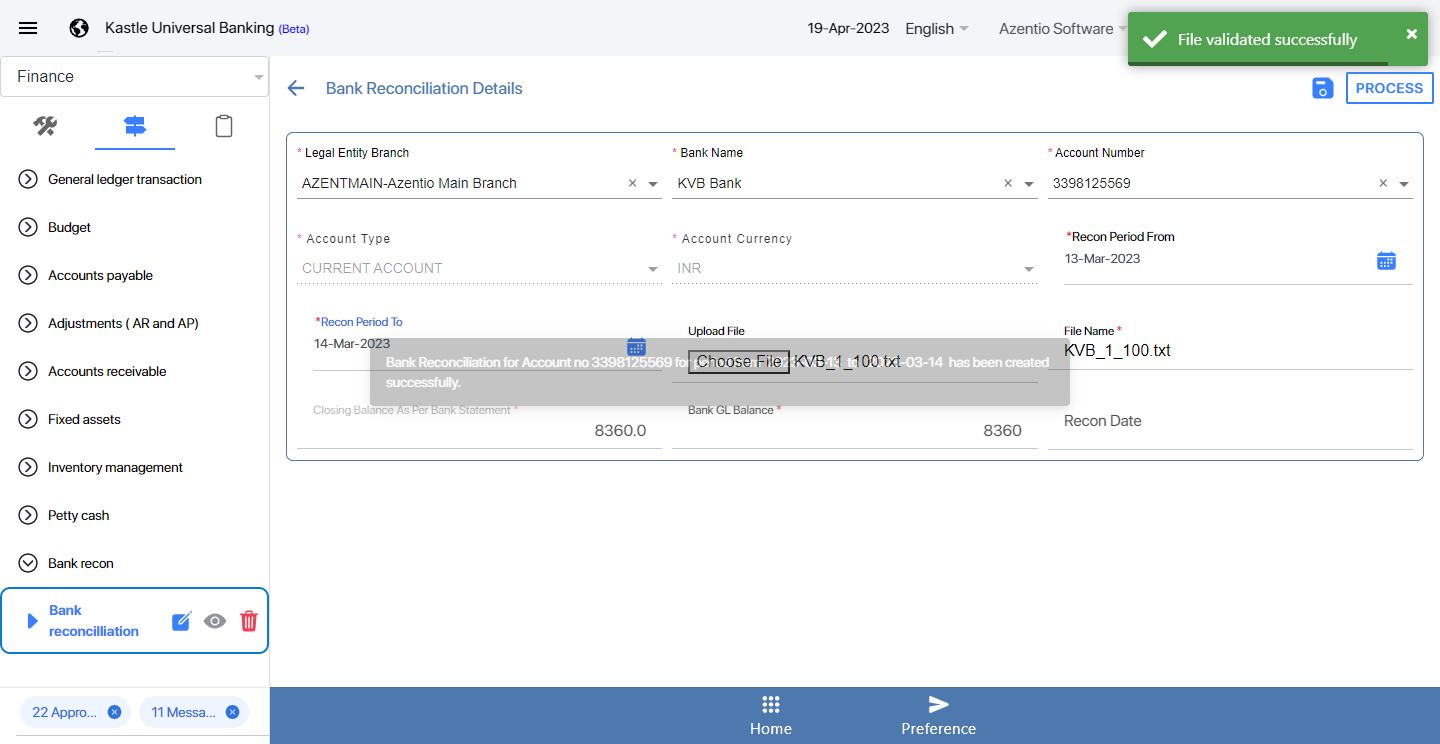 Kastle Universal Banking (Beta)
19-Apr-2023
English
Azentio Software
File validated successfully
Finance
Bank Reconciliation Details
PROCESS
General ledger transaction
Budget
Accounts payable
Adjustments ( AR and AP)
Accounts receivable
Fixed assets
Inventory management
Petty cash
Bank recon
Bank
reconcilliation
22 Appro...
11 Messa...
* Legal Entity Branch
AZENTMAIN-Azentio Main Branch
* Bank Name
KVB Bank
* Account Number
3398125569
* Account Type
CURRENT ACCOUNT
* Account Currency
INR
*Recon Period From
13-Mar-2023
*Recon Period To
14-Mar-2023
Upload File
Choose File KVB_1_100.txt
File Name *
KVB_1_100.txt
Bank Reconciliation for Account no 3398125569 for has been created
successfully.
Closing Balance As Per Bank Statement *
8360.0
Bank GL Balance *
8360
Recon Date
Home
Preference